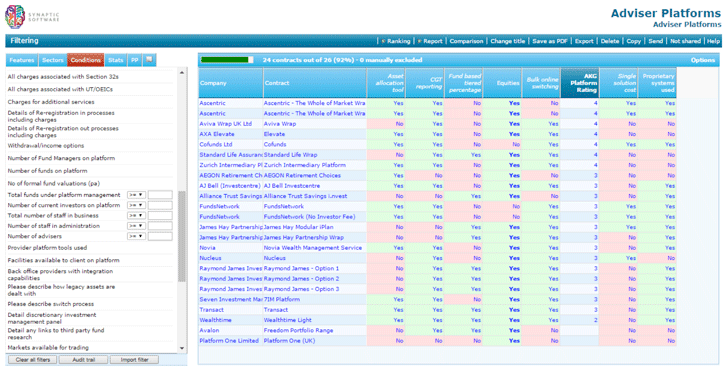 SYNAPTIC
SOFTWARE
Adviser Platforms
Adviser Platforms
Filtering
Ranking | Report | Comparison | Change title | Save as PDF | Export | Delete | Copy | Send | Not shared | Help
Features Sectors Conditions Stats PP
24 contracts out of 26 (92%) - 0 manually excluded Options
All charges associated with Section 32s
All charges associated with UT/OEICs
Charges for additional services
Details of Re-registration in processes
including charges
Details of Re-registration out processes
including charges
Withdrawal/income options
Number of Fund Managers on platform
Number of funds on platform
No of formal fund valuations (pa)
Total funds under platform management >=
Number of current investors on platform >=
Total number of staff in business >=
Number of staff in administration >=
Number of advisers >=
Provider platform tools used
Facilities available to client on platform
Back office providers with integration
capabilities
Please describe how legacy assets are
dealt with
Please describe switch process
Detail discretionary investment
management panel
Detail any links to third party fund
research
Markets available for trading
Clear all filters Audit trail Import filter
Company Contract Asset allocation tool CGT reporting Fund based tiered percentage Equities Bulk online switching AKG Platform Rating Single solution cost Proprietary systems used
Ascentric Ascentric - The Whole of Market Wra Yes Yes No Yes No 4 Yes Yes
Ascentric Ascentric - The Whole of Market Wra Yes Yes No Yes No 4 Yes Yes
Aviva Wrap UK Ltd Aviva Wrap No Yes No Yes Yes 4 No Yes
AXA Elevate Elevate Yes Yes No Yes Yes 4 No Yes
Cofunds Ltd Cofunds Yes Yes No No Yes 4 Yes Yes
Standard Life Assuranc Standard Life Wrap No Yes Yes Yes Yes 4 No No
Zurich Intermediary Pl Zurich Intermediary Platform Yes Yes No Yes Yes 4 No Yes
AEGON Retirement Ch AEGON Retirement Choices No Yes No Yes No 3 No No
AJ Bell (Investcentre) AJ Bell Investcentre Yes Yes No Yes Yes 3 No Yes
Alliance Trust Savings Alliance Trust Savings i.nvest No No Yes Yes No 3 No Yes
FundsNetwork FundsNetwork Yes Yes No No Yes 3 Yes Yes
FundsNetwork FundsNetwork (No Investor Fee) Yes Yes No No Yes 3 Yes Yes
James Hay Partnership James Hay Modular iPlan No Yes Yes Yes No 3 No Yes
James Hay Partnership James Hay Partnership Wrap No Yes Yes Yes No 3 No Yes
Novia Novia Wealth Management Service Yes Yes No Yes Yes 3 No Yes
Nucleus Nucleus No Yes No Yes Yes 3 Yes No
Raymond James Inves Raymond James - Option 1 Yes Yes Yes Yes Yes 3 No Yes
Raymond James Inves Raymond James - Option 2 Yes Yes Yes Yes Yes 3 No Yes
Raymond James Inves Raymond James - Option 3 Yes Yes Yes Yes Yes 3 No Yes
Seven Investment Mar 7IM Platform Yes Yes No Yes No 3 No Yes
Transact Transact Yes Yes Yes Yes Yes 3 No Yes
Wealthtime Wealthtime Light Yes Yes Yes Yes Yes 2 No Yes
Avalon Freedom Portfolio Range No No No Yes Yes No No
Platform One Limited Platform One (UK) No Yes Yes Yes Yes No Yes